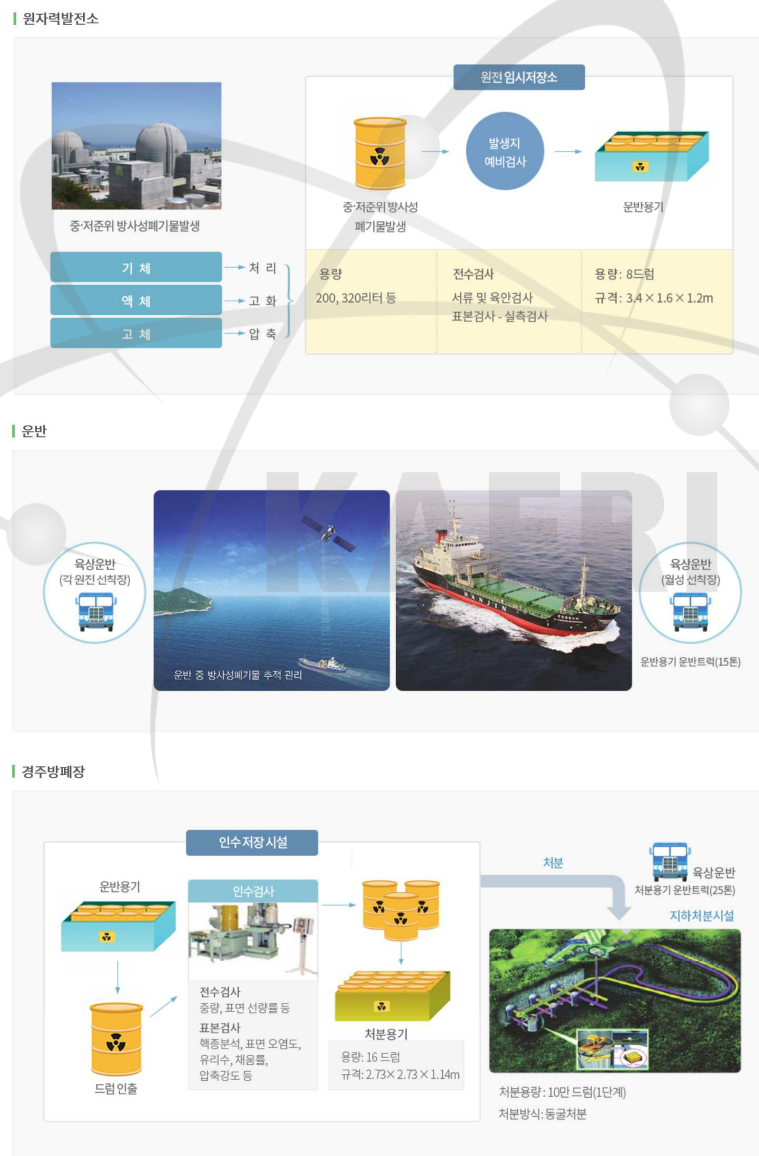 원자력발전소
원전 임시저장소
발생지
예비검사
중·저준위 방사성폐기물발생
중·저준위 방사성
폐기물발생
운반용기
기 체
처 리
액 체
고 화
고 체
압 축
용량
200, 320리터 등
전수검사
서류 및 육안검사
표본검사 - 실측검사
용량: 8드럼
규격: 3.4×1.6×1.2m
운반
KAERI
육상운반
(각 원전 선착장)
HANJIN
운반 중 방사성폐기물 추적 관리
육상운반
(월성 선착장)
운반용기 운반트럭(15톤)
경주방폐장
인수저장시설
운반용기
인수검사
전수검사
중량, 표면 선량률 등
표본검사
핵종분석, 표면 오염도,
유리수, 채움률,
압축강도 등
드럼인출
처분용기
용량: 16 드럼
규격: 2.73×2.73×1.14m
처분
육상운반
처분용기 운반트럭(25톤)
지하처분시설
처분용량: 10만 드럼(1단계)
처분방식: 동굴처분